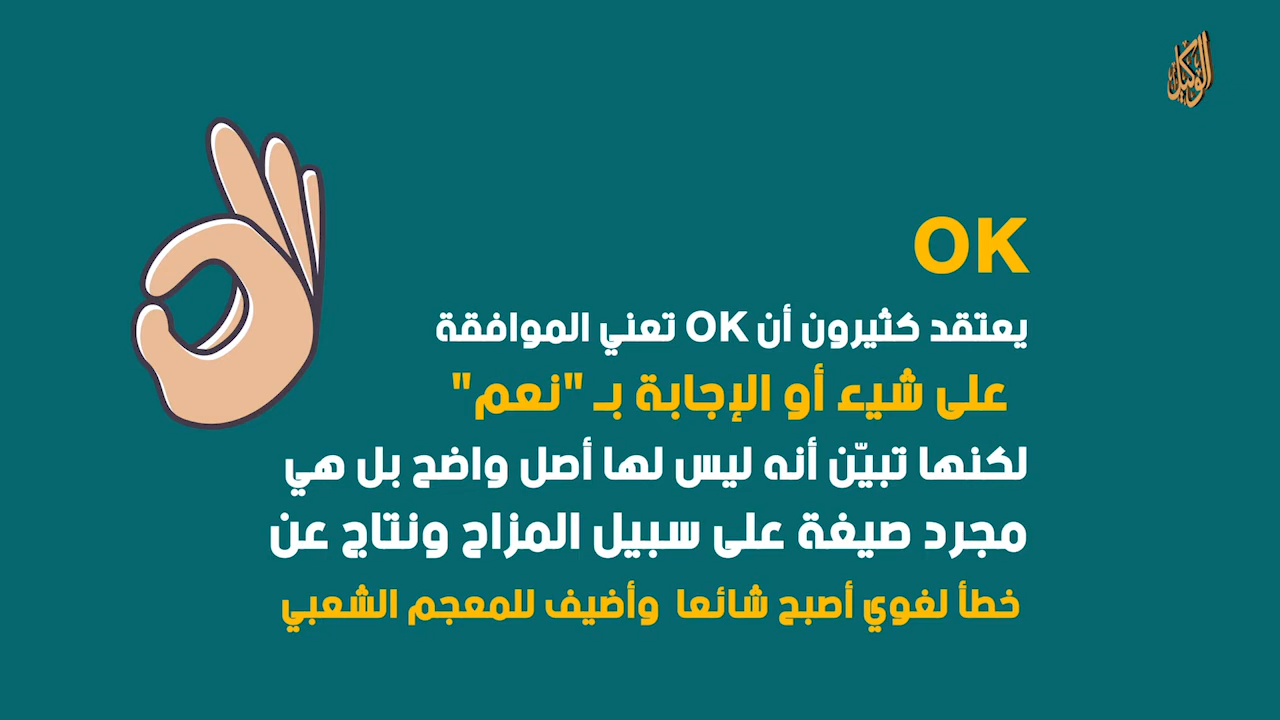 الوكيل
OK
يعتقد كثيرون أن OK تعني الموافقة
على شيء أو الإجابة بـ "نعم"
لكنها تبيّن أنه ليس لها أصل واضح بل هي
مجرد صيغة على سبيل المزاح ونتاج عن
خطأ لغوي أصبح شائعا وأضيف للمعجم الشعبي